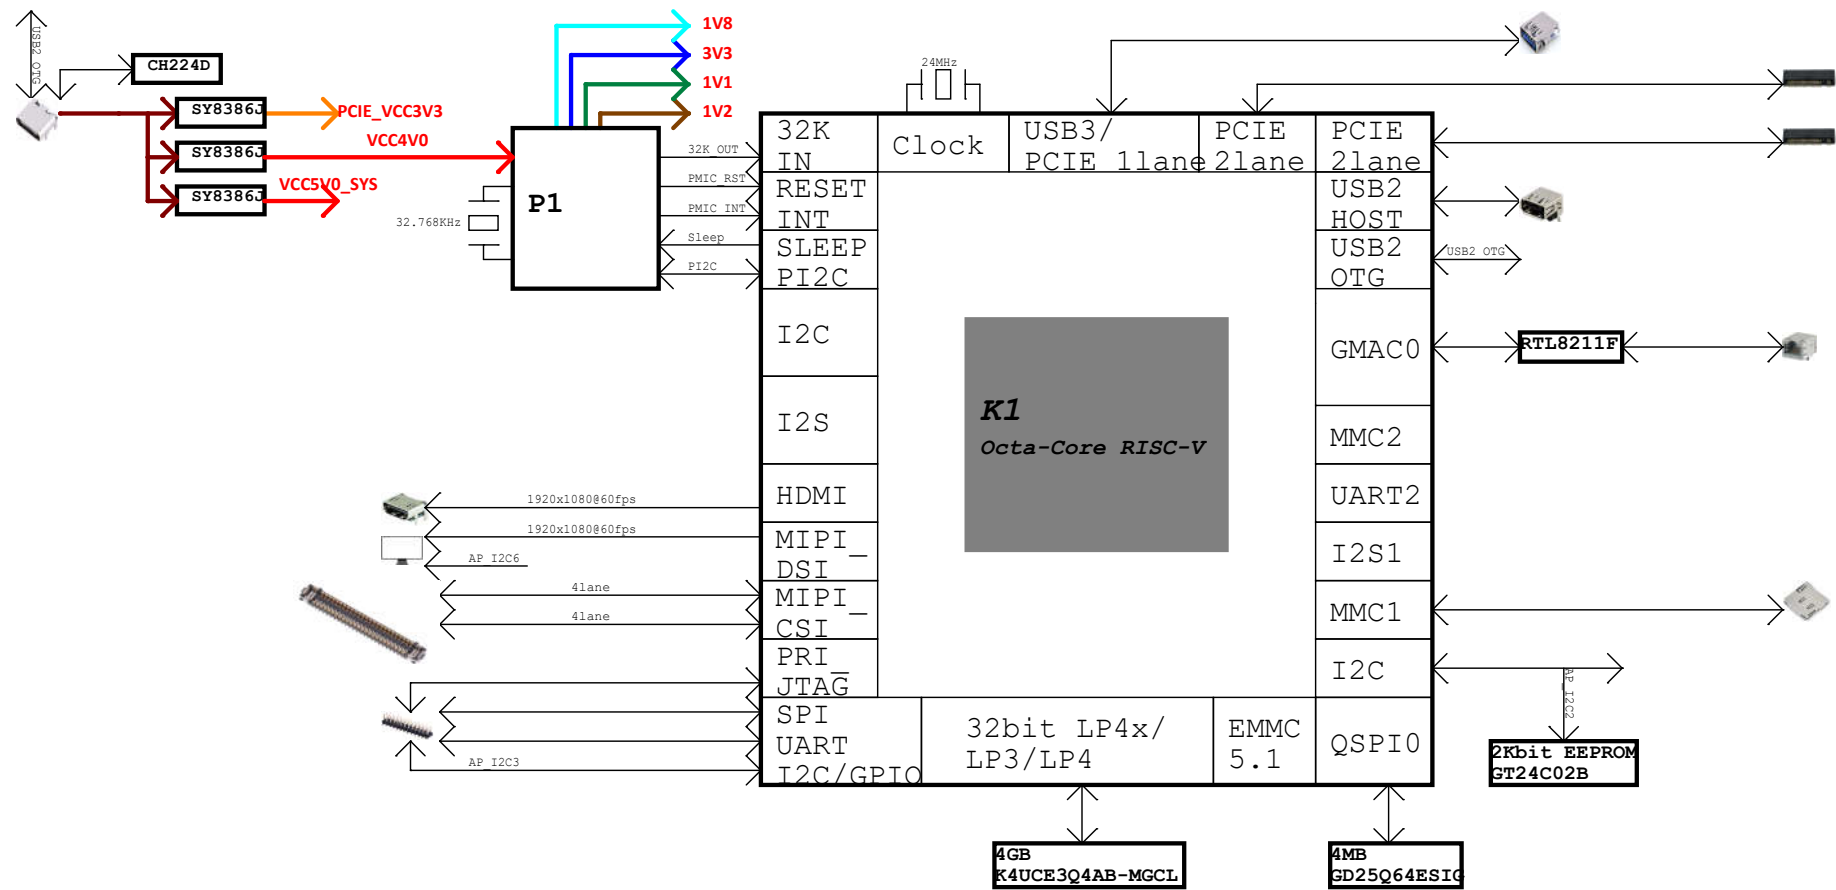 USB2 OTG
CH224D
SY8386J
PCIE_VCC3V3
SY8386J
VCC4V0
SY8386J
VCC5V0_SYS
1V8
3V3
1V1
1V2
P1
32.768KHz
32K_OUT
PMIC_RST
PMIC INT
Sleep
PI2C
24MHz
32K
IN
Clock
USB3/
PCIE 1lane
PCIE
2lane
PCIE
2lane
RESET
INT
SLEEP
PI2C
I2C
I2S
HDMI
MIPI_
DSI
MIPI_
CSI
PRI_
JTAG
SPI
UART
I2C/GPIO
1920x1080@60fps
1920x1080@60fps
AP I2C6
4lane
4lane
AP_I2C3
K1
Octa-Core RISC-V
USB2
HOST
USB2
OTG
USB2 OTG
GMAC0
RTL8211F
MMC2
UART2
I2S1
MMC1
I2C
AP_I2C2
QSPI0
32bit LP4x/
LP3/LP4
EMMC
5.1
2Kbit EEPROM
GT24C02B
4GB
K4UCE3Q4AB-MGCL
4MB
GD25Q64ESIG